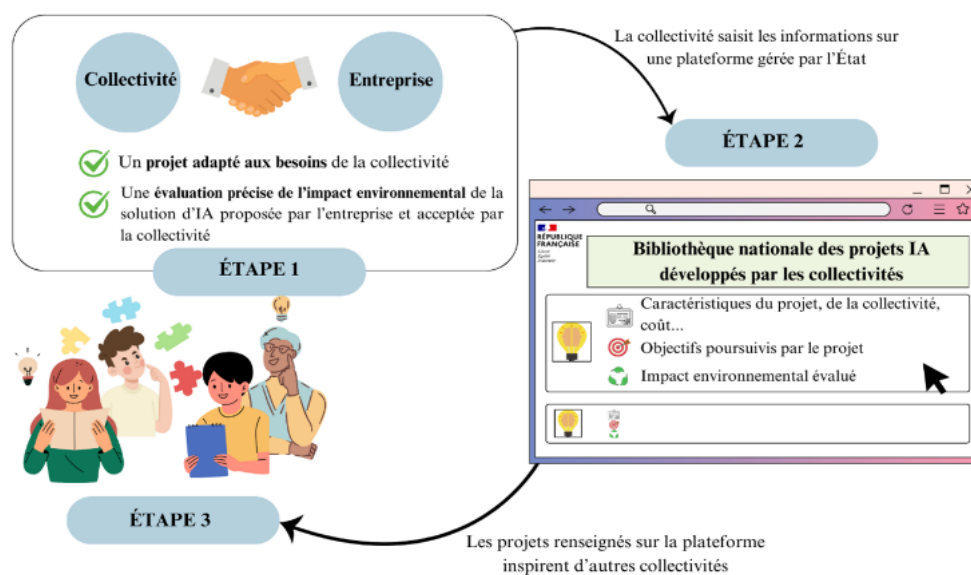 Collectivité
Entreprise
Un projet adapté aux besoins de la collectivité
Une évaluation précise de l'impact environnemental de la
solution d'IA proposée par l'entreprise et acceptée par
la collectivité
ÉTAPE 1
La collectivité saisit les informations sur
une plateforme gérée par l'État
ÉTAPE 2
RÉPUBLIQUE
FRANÇAISE
Bibliothèque nationale des projets IA
développés par les collectivités
Caractéristiques du projet, de la collectivité,
coût...
Objectifs poursuivis par le projet
Impact environnemental évalué
ÉTAPE 3
Les projets renseignés sur la plateforme
inspirent d'autres collectivités